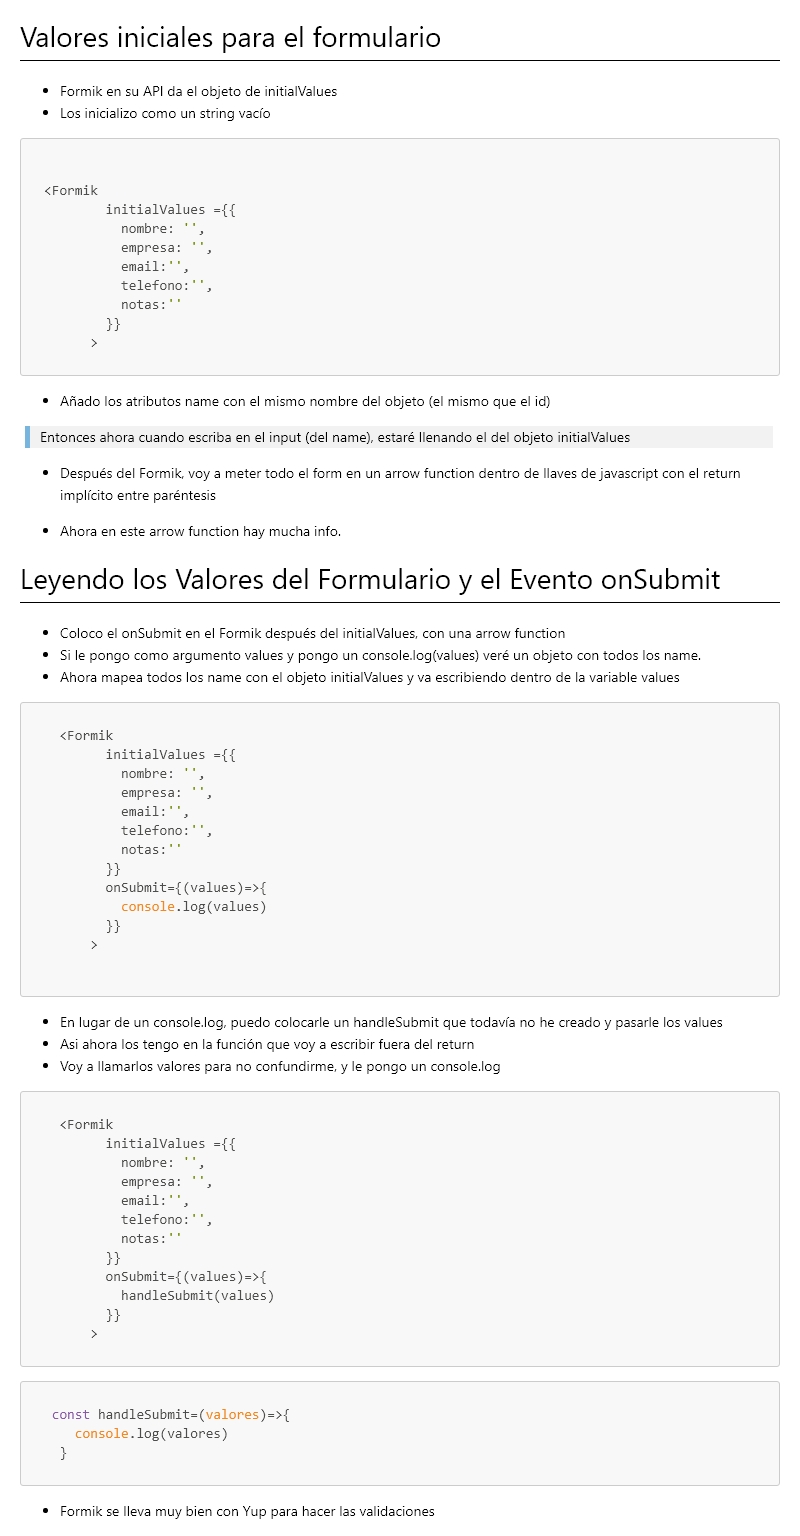 Valores iniciales para el formulario
• Formik en su API da el objeto de initialValues
• Los inicializo como un string vacío
<Formik
        initialValues ={{
          nombre: '',
          empresa: '',
          email:'',
          telefono:'',
          notas:''
        }}
      >
• Añado los atributos name con el mismo nombre del objeto (el mismo que el id)
Entonces ahora cuando escriba en el input (del name), estaré llenando el del objeto initialValues
• Después del Formik, voy a meter todo el form en un arrow function dentro de llaves de javascript con el return
implícito entre paréntesis
• Ahora en este arrow function hay mucha info.
Leyendo los Valores del Formulario y el Evento onSubmit
• Coloco el onSubmit en el Formik después del initialValues, con una arrow function
• Si le pongo como argumento values y pongo un console.log(values) veré un objeto con todos los name.
• Ahora mapea todos los name con el objeto initialValues y va escribiendo dentro de la variable values
  <Formik
        initialValues ={{
          nombre: '',
          empresa: '',
          email:'',
          telefono:'',
          notas:''
        }}
        onSubmit={(values)=>{
          console.log(values)
        }}
      >
• En lugar de un console.log, puedo colocarle un handleSubmit que todavía no he creado y pasarle los values
• Asi ahora los tengo en la función que voy a escribir fuera del return
• Voy a llamarlos valores para no confundirme, y le pongo un console.log
  <Formik
        initialValues ={{
          nombre: '',
          empresa: '',
          email:'',
          telefono:'',
          notas:''
        }}
        onSubmit={(values)=>{
          handleSubmit(values)
        }}
      >
 const handleSubmit=(valores)=>{
    console.log(valores)
  }
• Formik se lleva muy bien con Yup para hacer las validaciones